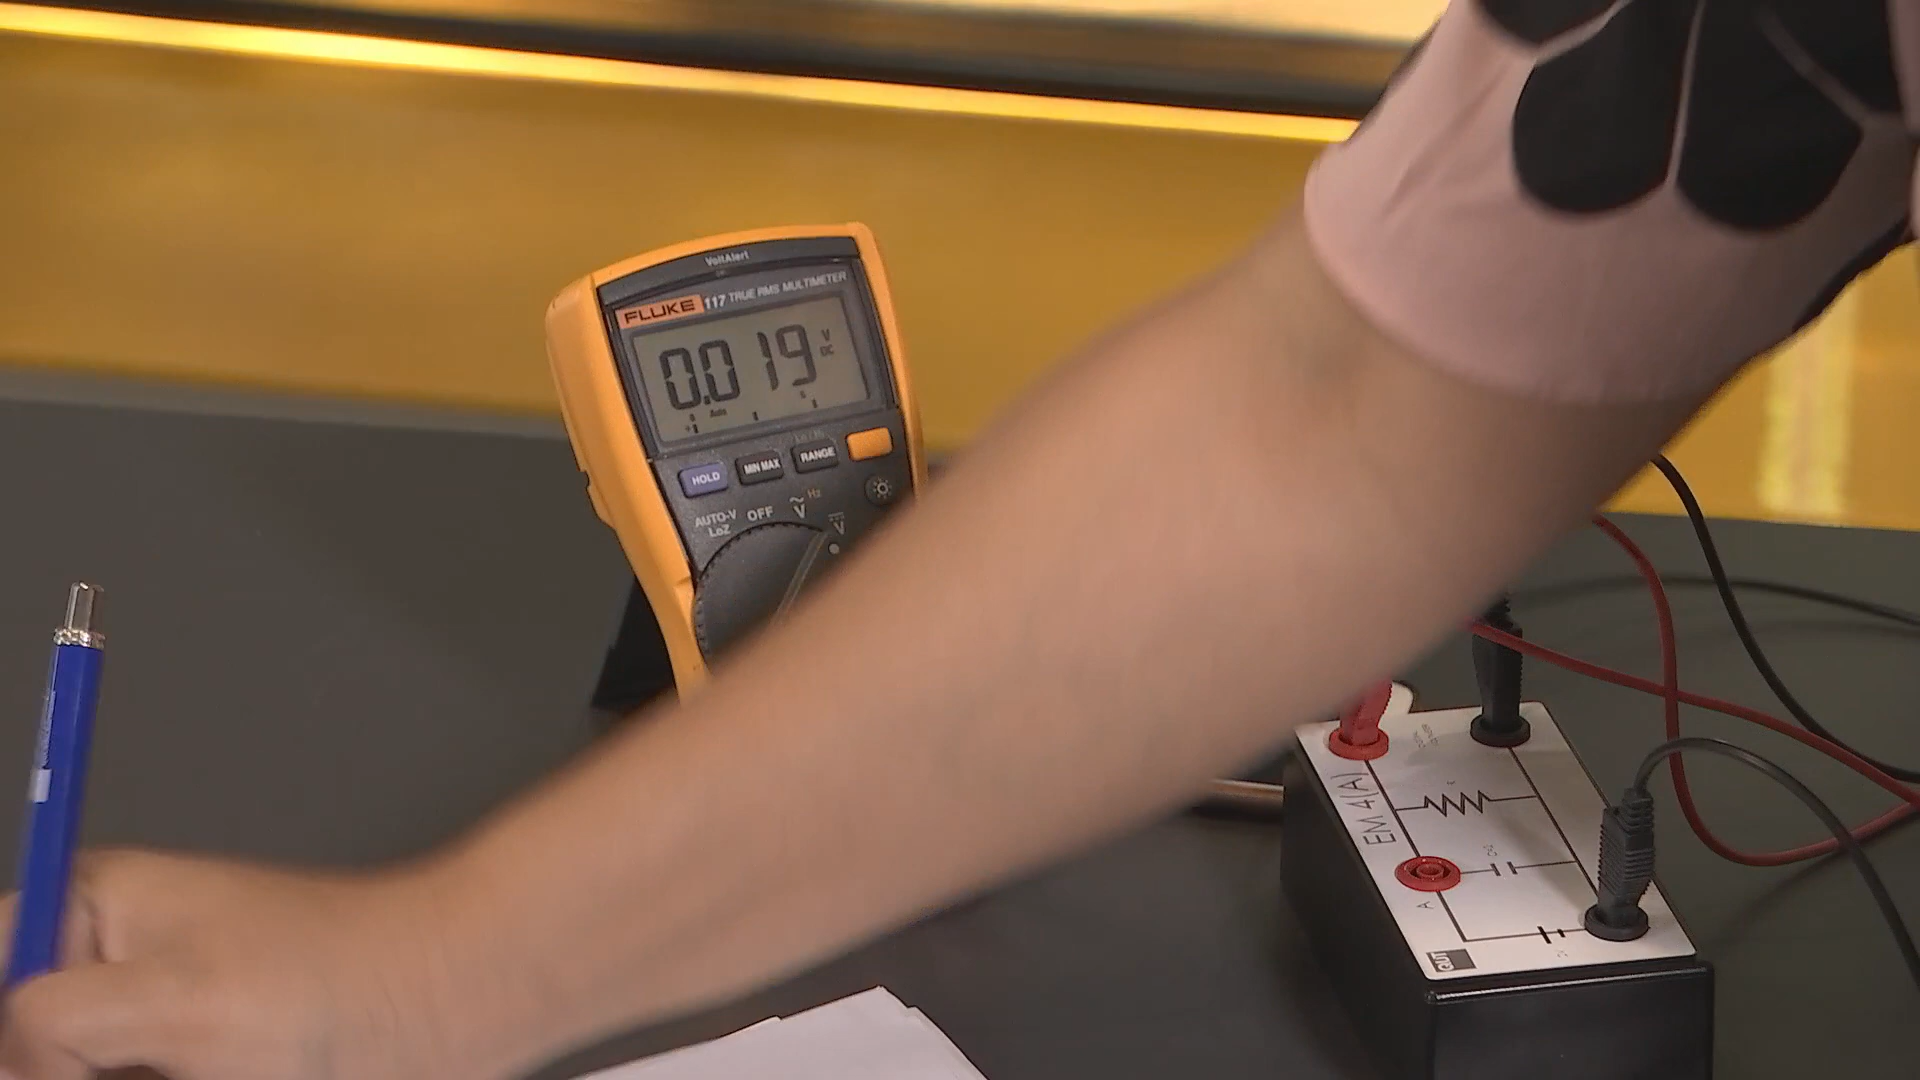 VoltAlert
FLUKE 117 TRUE RMS MULTIMETER
0.019 V
DC
Auto
HOLD
MIN MAX
RANGE
AUTO-V
LoZ
OFF
Hz
V
V
EM 4(A)
A
QUT